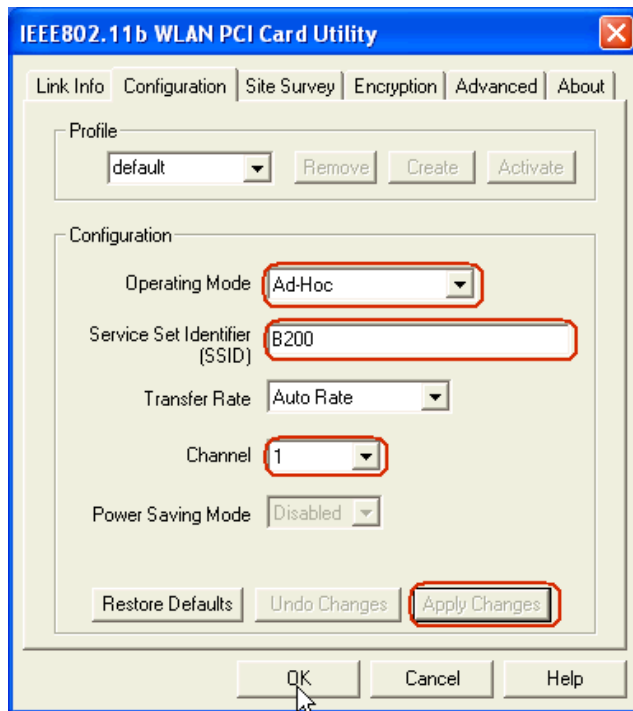 IEEE802.11b WLAN PCI Card Utility
Link Info Configuration Site Survey Encryption Advanced About
Profile
default Remove Create Activate
Configuration
Operating Mode Ad-Hoc
Service Set Identifier
(SSID) B200
Transfer Rate Auto Rate
Channel 1
Power Saving Mode Disabled
Restore Defaults Undo Changes Apply Changes
OK Cancel Help